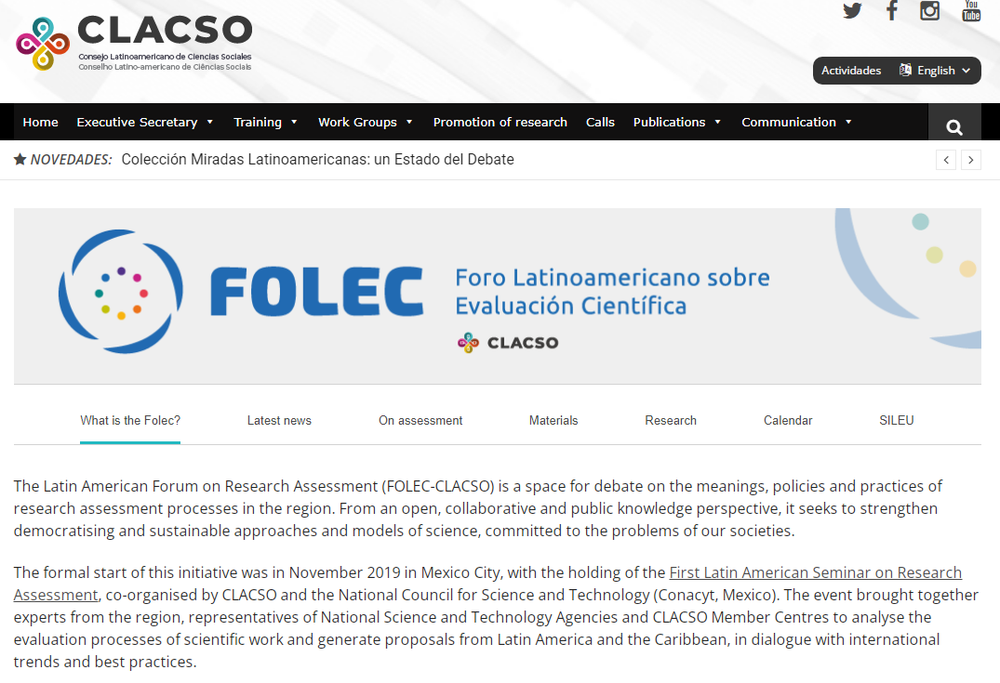 CLACSO
Consejo Latinoamericano de Ciencias Sociales
Conselho Latino-americano de Ciências Sociais
You
Tube
Actividades English
Home Executive Secretary Training Work Groups Promotion of research Calls Publications Communication
NOVEDADES: Colección Miradas Latinoamericanas: un Estado del Debate
FOLEC
Foro Latinoamericano sobre
Evaluación Científica
CLACSO
What is the Folec? Latest news On assessment Materials Research Calendar SILEU
The Latin American Forum on Research Assessment (FOLEC-CLACSO) is a space for debate on the meanings, policies and practices of
research assessment processes in the region. From an open, collaborative and public knowledge perspective, it seeks to strengthen
democratising and sustainable approaches and models of science, committed to the problems of our societies.
The formal start of this initiative was in November 2019 in Mexico City, with the holding of the First Latin American Seminar on Research
Assessment, co-organised by CLACSO and the National Council for Science and Technology (Conacyt, Mexico). The event brought together
experts from the region, representatives of National Science and Technology Agencies and CLACSO Member Centres to analyse the
evaluation processes of scientific work and generate proposals from Latin America and the Caribbean, in dialogue with international
trends and best practices.